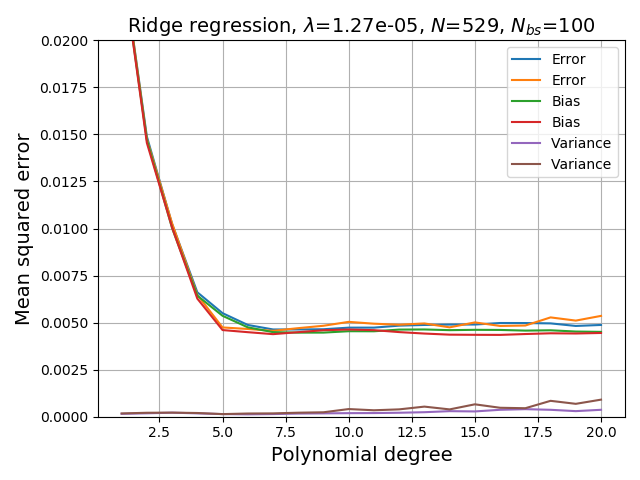 Ridge regression, λ=1.27e-05, N=529, N_bs=100
0.0200
0.0175
0.0150
0.0125
0.0100
0.0075
0.0050
0.0025
0.0000
Mean squared error
Error
Error
Bias
Bias
Variance
Variance
2.5 5.0 7.5 10.0 12.5 15.0 17.5 20.0
Polynomial degree